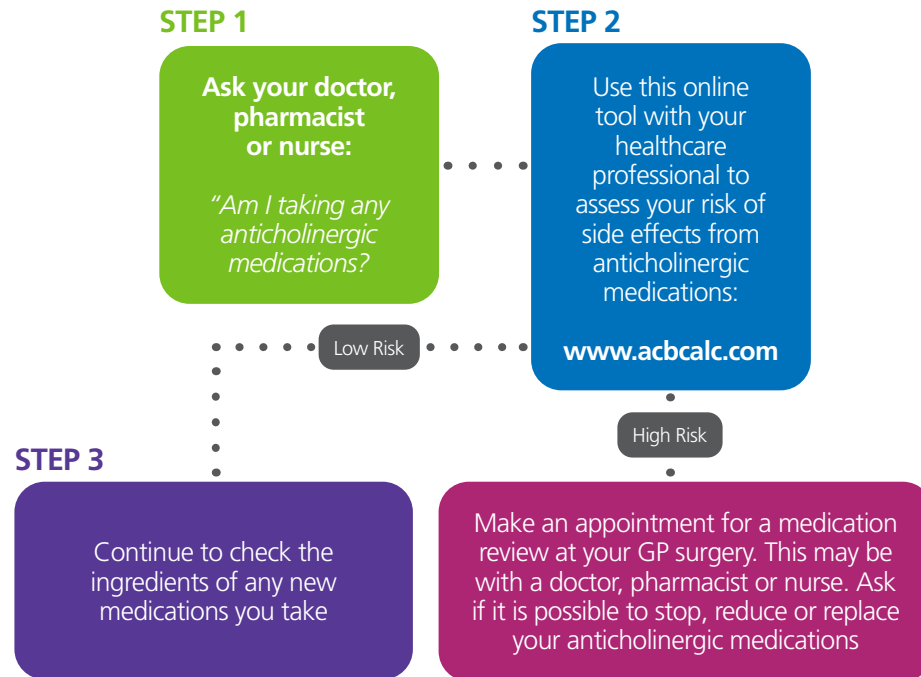 STEP 1
Ask your doctor,
pharmacist
or nurse:
“Am I taking any
anticholinergic
medications?
STEP 2
Use this online
tool with your
healthcare
professional to
assess your risk of
side effects from
anticholinergic
medications:
www.acbcalc.com
Low Risk
High Risk
STEP 3
Continue to check the
ingredients of any new
medications you take
Make an appointment for a medication
review at your GP surgery. This may be
with a doctor, pharmacist or nurse. Ask
if it is possible to stop, reduce or replace
your anticholinergic medications